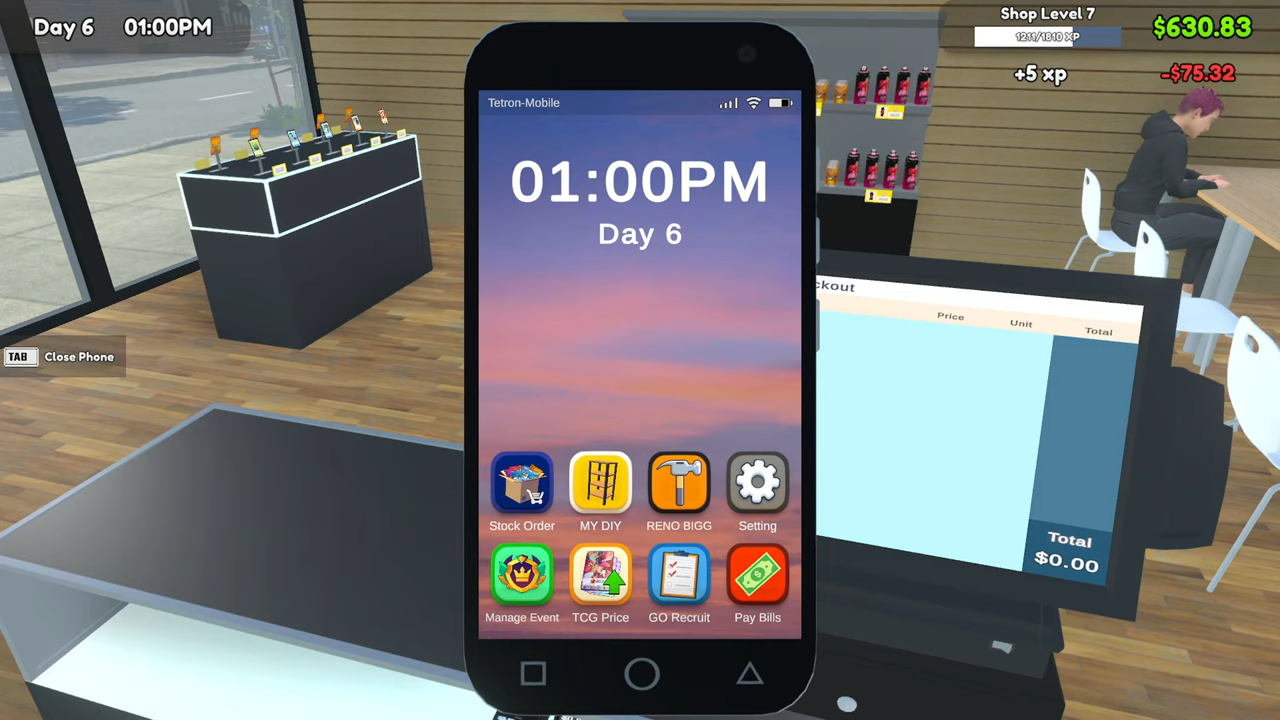 Day 6 01:00PM
Shop Level 7
1211/1810 XP
$630.83
+5 xp
-$75.32
TAB Close Phone
Tetron-Mobile
01:00PM
Day 6
Stock Order MY DIY RENO BIGG Setting
Manage Event TCG Price GO Recruit Pay Bills
ckout
Price Unit Total
Total
$0.00